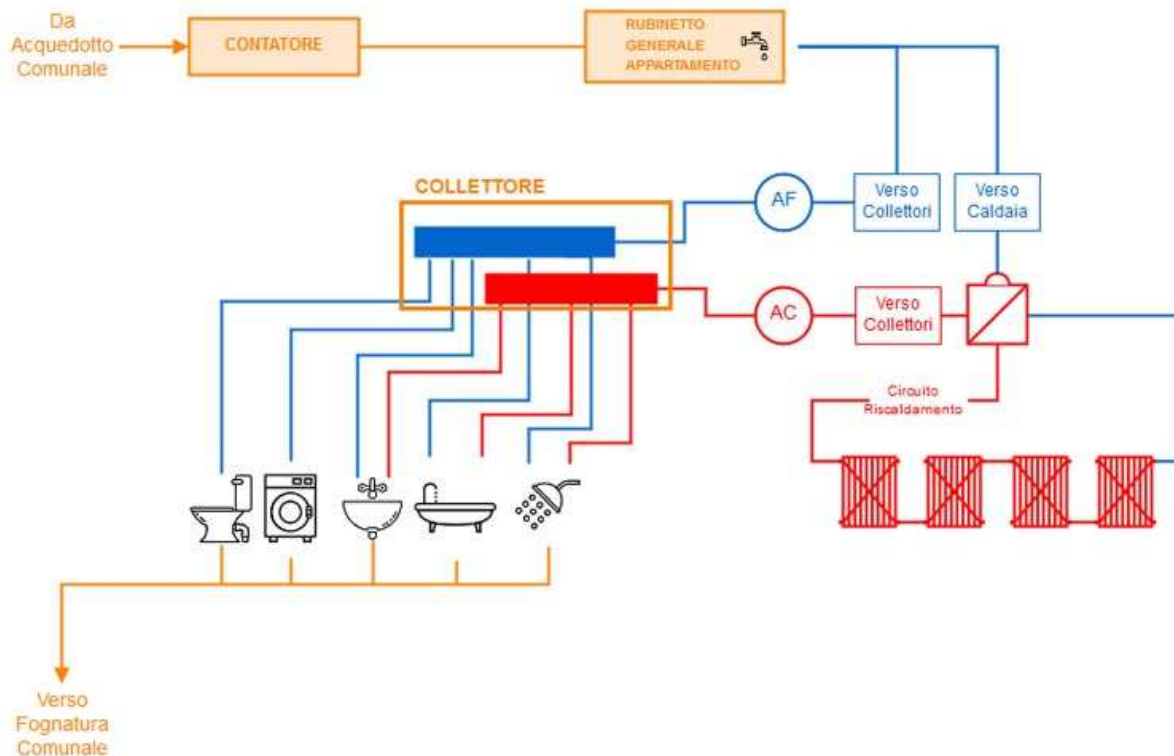 Da
Acquedotto
Comunale
CONTATORE
RUBINETTO
GENERALE
APPARTAMENTO
COLLETTORE
AF
Verso
Collettori
Verso
Caldaia
AC
Verso
Collettori
Circuito
Riscaldamento
Verso
Fognatura
Comunale